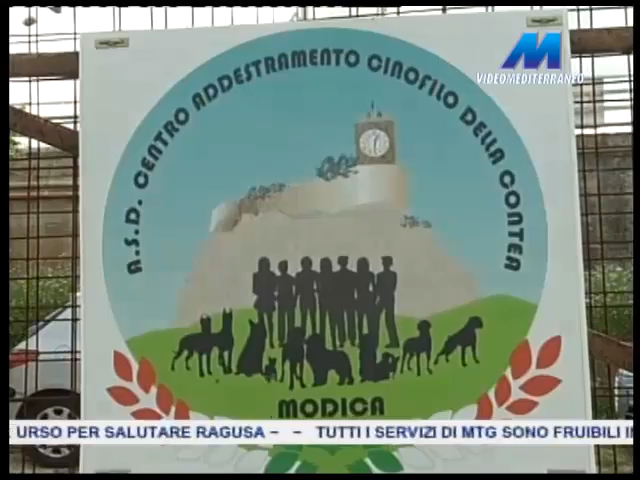 M
VIDEOMEDITERRANEO
A.S.D. CENTRO ADDESTRAMENTO CINOFILO DELLA CONTEA
MODICA
URSO PER SALUTARE RAGUSA - - TUTTI I SERVIZI DI MTG SONO FRUIBILI